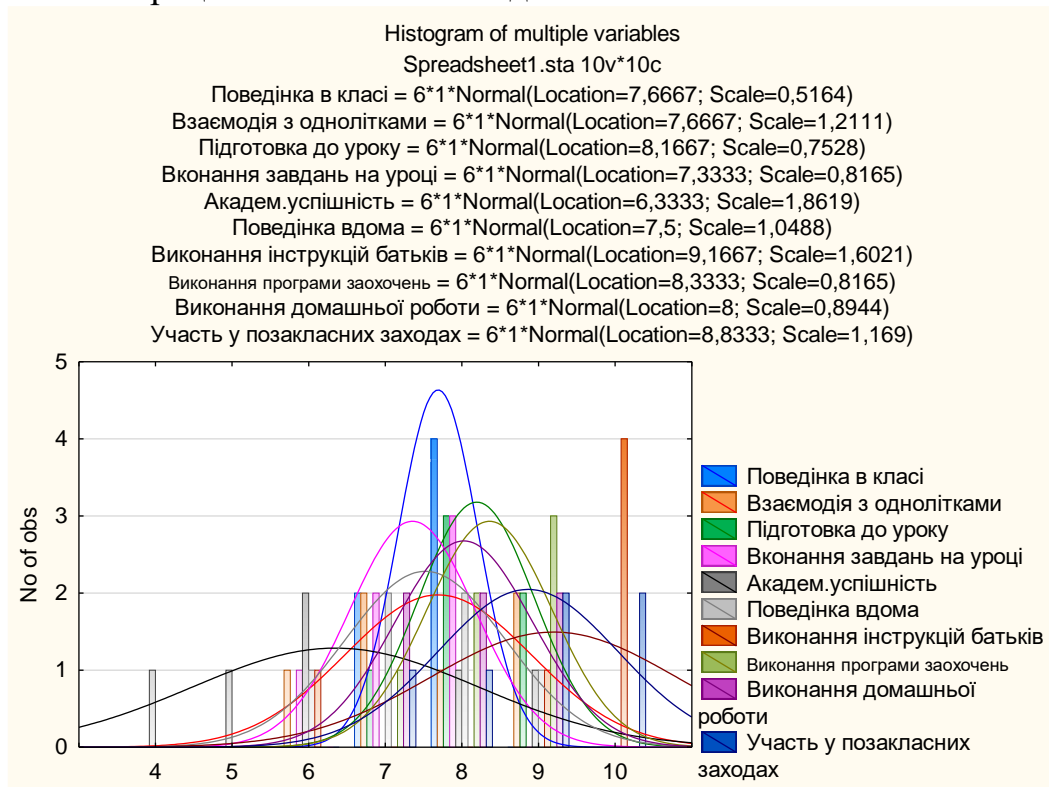 Histogram of multiple variables
Spreadsheet1.sta 10v*10c
Поведінка в класі = 6*1*Normal(Location=7,6667; Scale=0,5164)
Взаємодія з однолітками = 6*1*Normal(Location=7,6667; Scale=1,2111)
Підготовка до уроку = 6*1*Normal(Location=8,1667; Scale=0,7528)
Вконання завдань на уроці = 6*1*Normal(Location=7,3333; Scale=0,8165)
Академ.успішність = 6*1*Normal(Location=6,3333; Scale=1,8619)
Поведінка вдома = 6*1*Normal(Location=7,5; Scale=1,0488)
Виконання інструкцій батьків = 6*1*Normal(Location=9,1667; Scale=1,6021)
Виконання програми заохочень = 6*1*Normal(Location=8,3333; Scale=0,8165)
Виконання домашньої роботи = 6*1*Normal(Location=8; Scale=0,8944)
Участь у позакласних заходах = 6*1*Normal(Location=8,8333; Scale=1,169)
5
4
3
2
1
0
No of obs
4 5 6 7 8 9 10
Поведінка в класі
Взаємодія з однолітками
Підготовка до уроку
Вконання завдань на уроці
Академ.успішність
Поведінка вдома
Виконання інструкцій батьків
Виконання програми заохочень
Виконання домашньої
роботи
Участь у позакласних
заходах